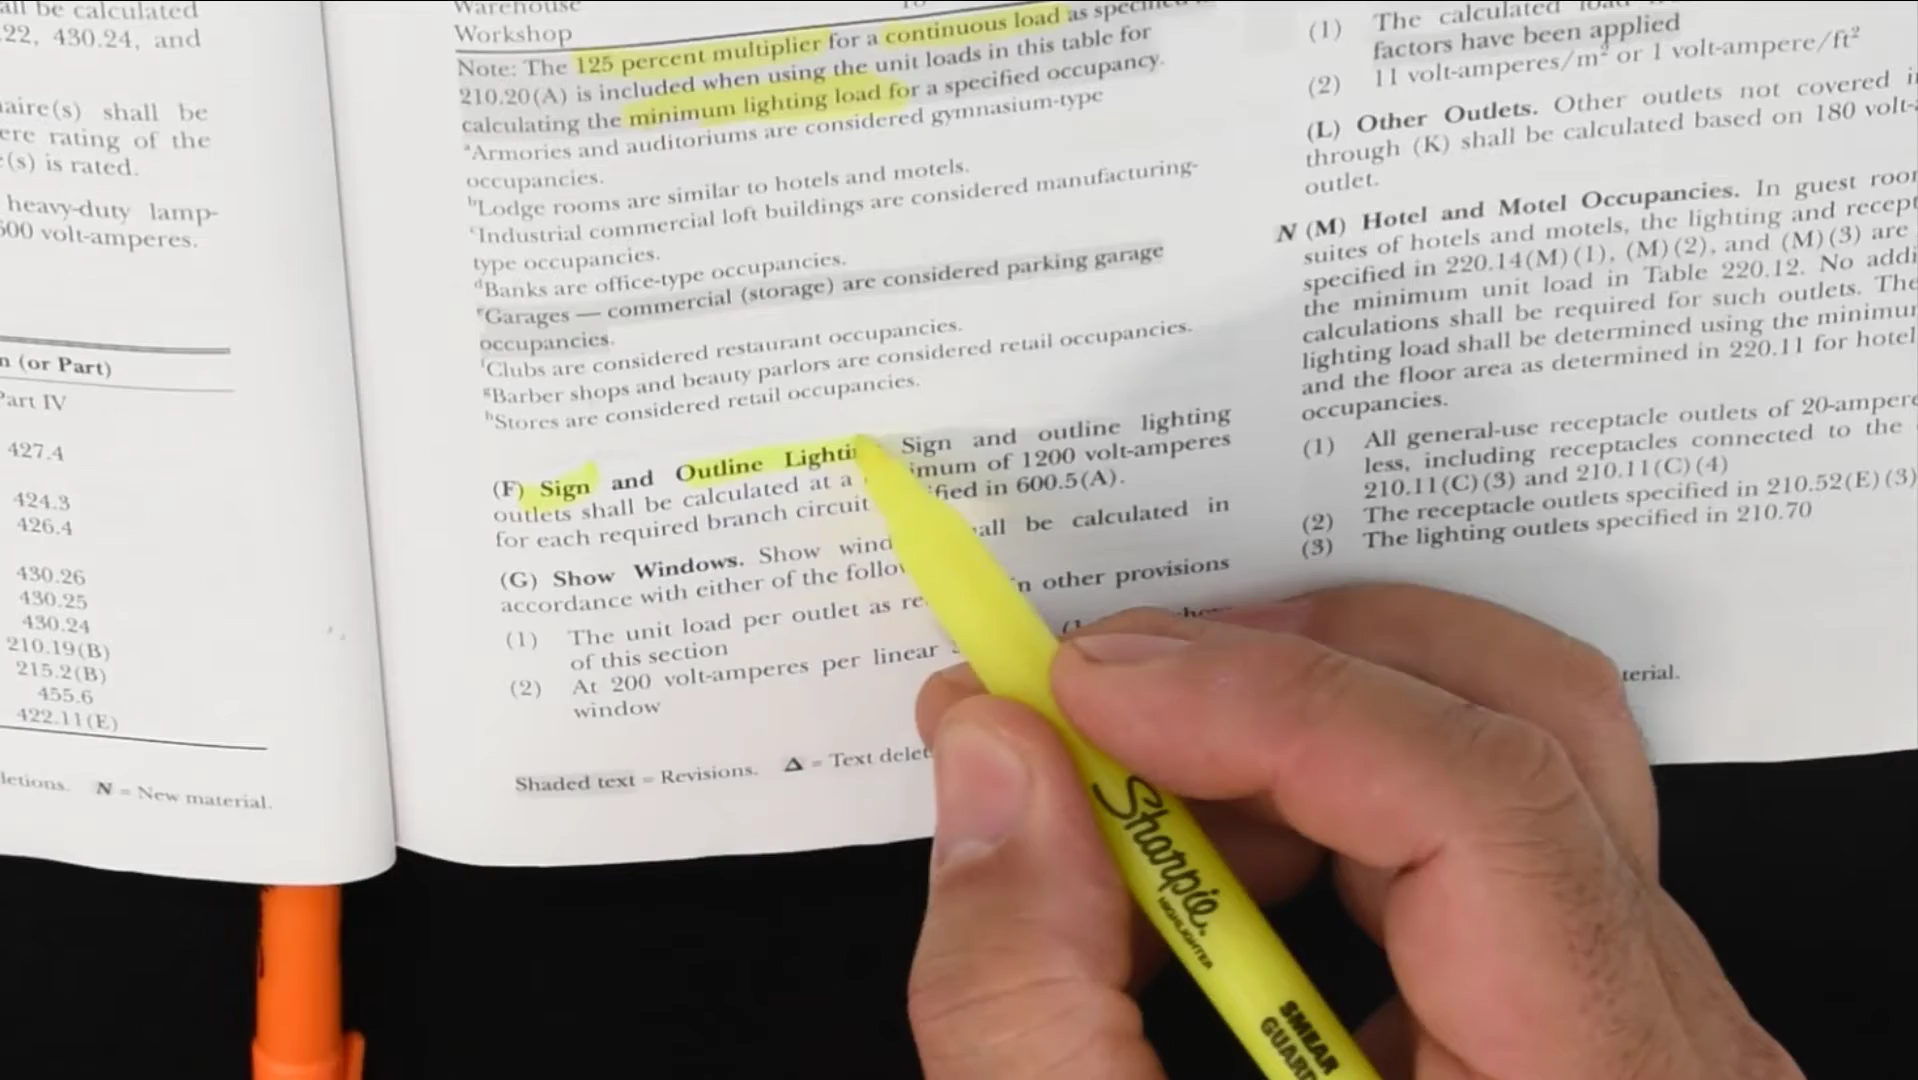 all be calculated
.22, 430.24, and
naire(s) shall be
ere rating of the
(s) is rated.
heavy-duty lamp-
600 volt-amperes.
n (or Part)
Part IV
427.4
424.3
426.4
430.26
430.25
430.24
210.19(B)
215.2(B)
455.6
422.11(E)
letions. N = New material.
Warehouse
Workshop
Note: The 125 percent multiplier for a continuous load as specified
210.20(A) is included when using the unit loads in this table for
calculating the minimum lighting load for a specified occupancy.
aArmories and auditoriums are considered gymnasium-type
occupancies.
bLodge rooms are similar to hotels and motels.
cIndustrial commercial loft buildings are considered manufacturing-
type occupancies.
dBanks are office-type occupancies.
eGarages — commercial (storage) are considered parking garage
occupancies.
fClubs are considered restaurant occupancies.
gBarber shops and beauty parlors are considered retail occupancies.
hStores are considered retail occupancies.
(F) Sign and Outline Lighti Sign and outline lighting
outlets shall be calculated at a imum of 1200 volt-amperes
for each required branch circuit ified in 600.5(A).
(G) Show Windows. Show wind all be calculated in
accordance with either of the follo
(1) The unit load per outlet as re n other provisions
of this section
(2) At 200 volt-amperes per linear show
window
Shaded text = Revisions. Δ = Text delet
(1) The calculated load
factors have been applied
(2) 11 volt-amperes/m² or 1 volt-ampere/ft²
(L) Other Outlets. Other outlets not covered i
through (K) shall be calculated based on 180 volt-
outlet.
N (M) Hotel and Motel Occupancies. In guest roo
suites of hotels and motels, the lighting and recept
specified in 220.14(M)(1), (M)(2), and (M)(3) are
the minimum unit load in Table 220.12. No addi
calculations shall be required for such outlets. The
lighting load shall be determined using the minimu
and the floor area as determined in 220.11 for hotel
occupancies.
(1) All general-use receptacle outlets of 20-ampere
less, including receptacles connected to the
210.11(C)(3) and 210.11(C)(4)
(2) The receptacle outlets specified in 210.52(E)(3)
(3) The lighting outlets specified in 210.70
terial.
Sharpie
HIGHLIGHTER
SMEAR
GUARD